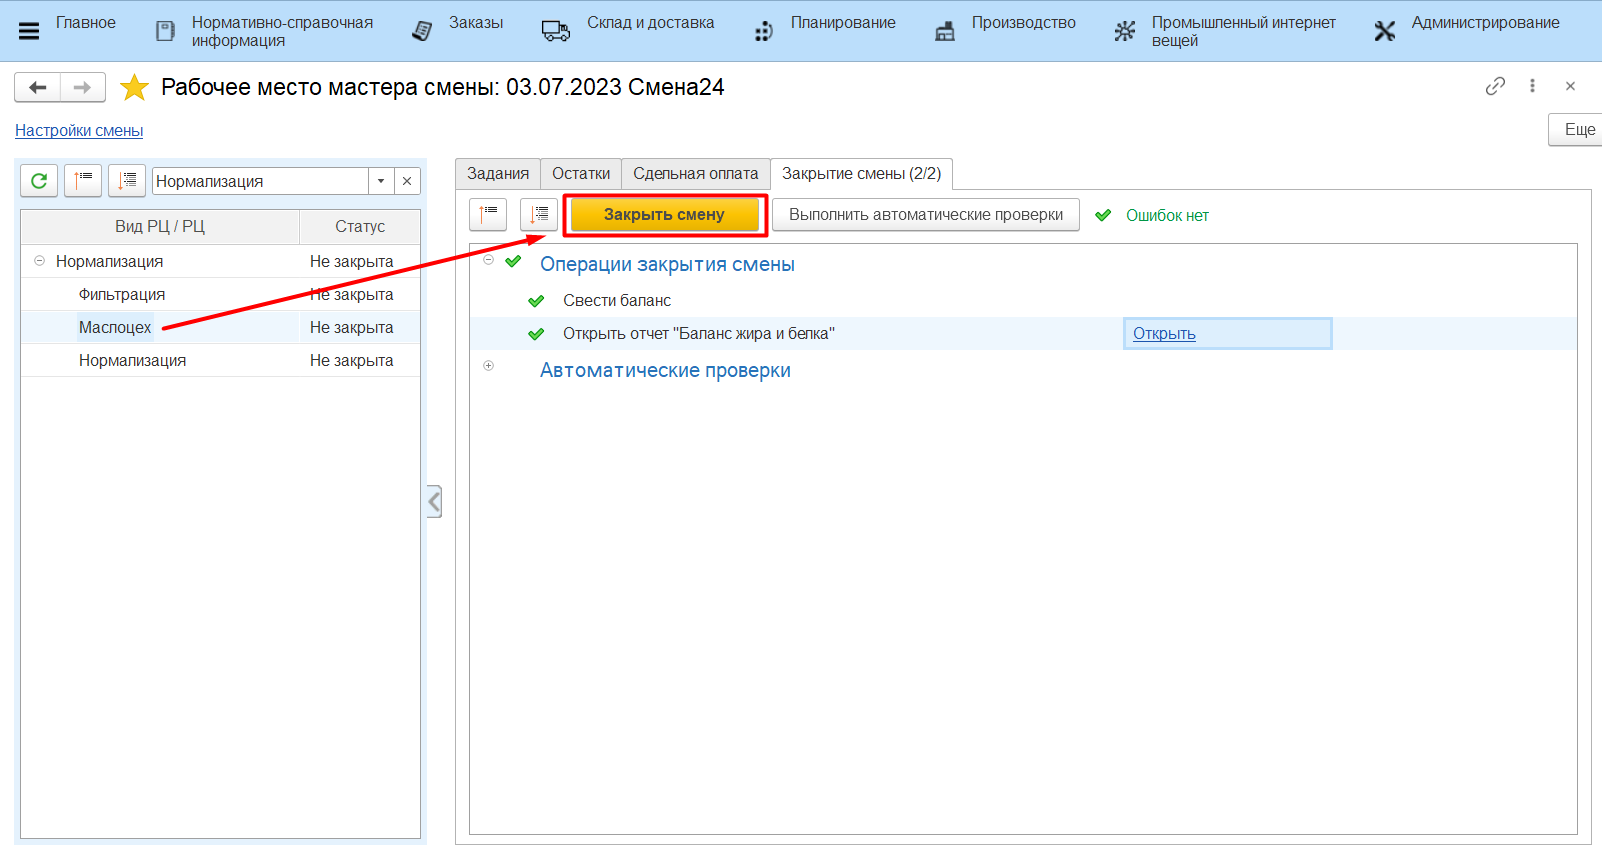 Главное
Нормативно-справочная
информация
Заказы
Склад и доставка
Планирование
Производство
Промышленный интернет
вещей
Администрирование
Рабочее место мастера смены: 03.07.2023 Смена24
Настройки смены
Еще
Нормализация
Вид РЦ / РЦ Статус
Нормализация Не закрыта
Фильтрация Не закрыта
Маслоцех Не закрыта
Нормализация Не закрыта
Задания Остатки Сдельная оплата Закрытие смены (2/2)
Закрыть смену Выполнить автоматические проверки Ошибок нет
Операции закрытия смены
Свести баланс
Открыть отчет "Баланс жира и белка" Открыть
Автоматические проверки